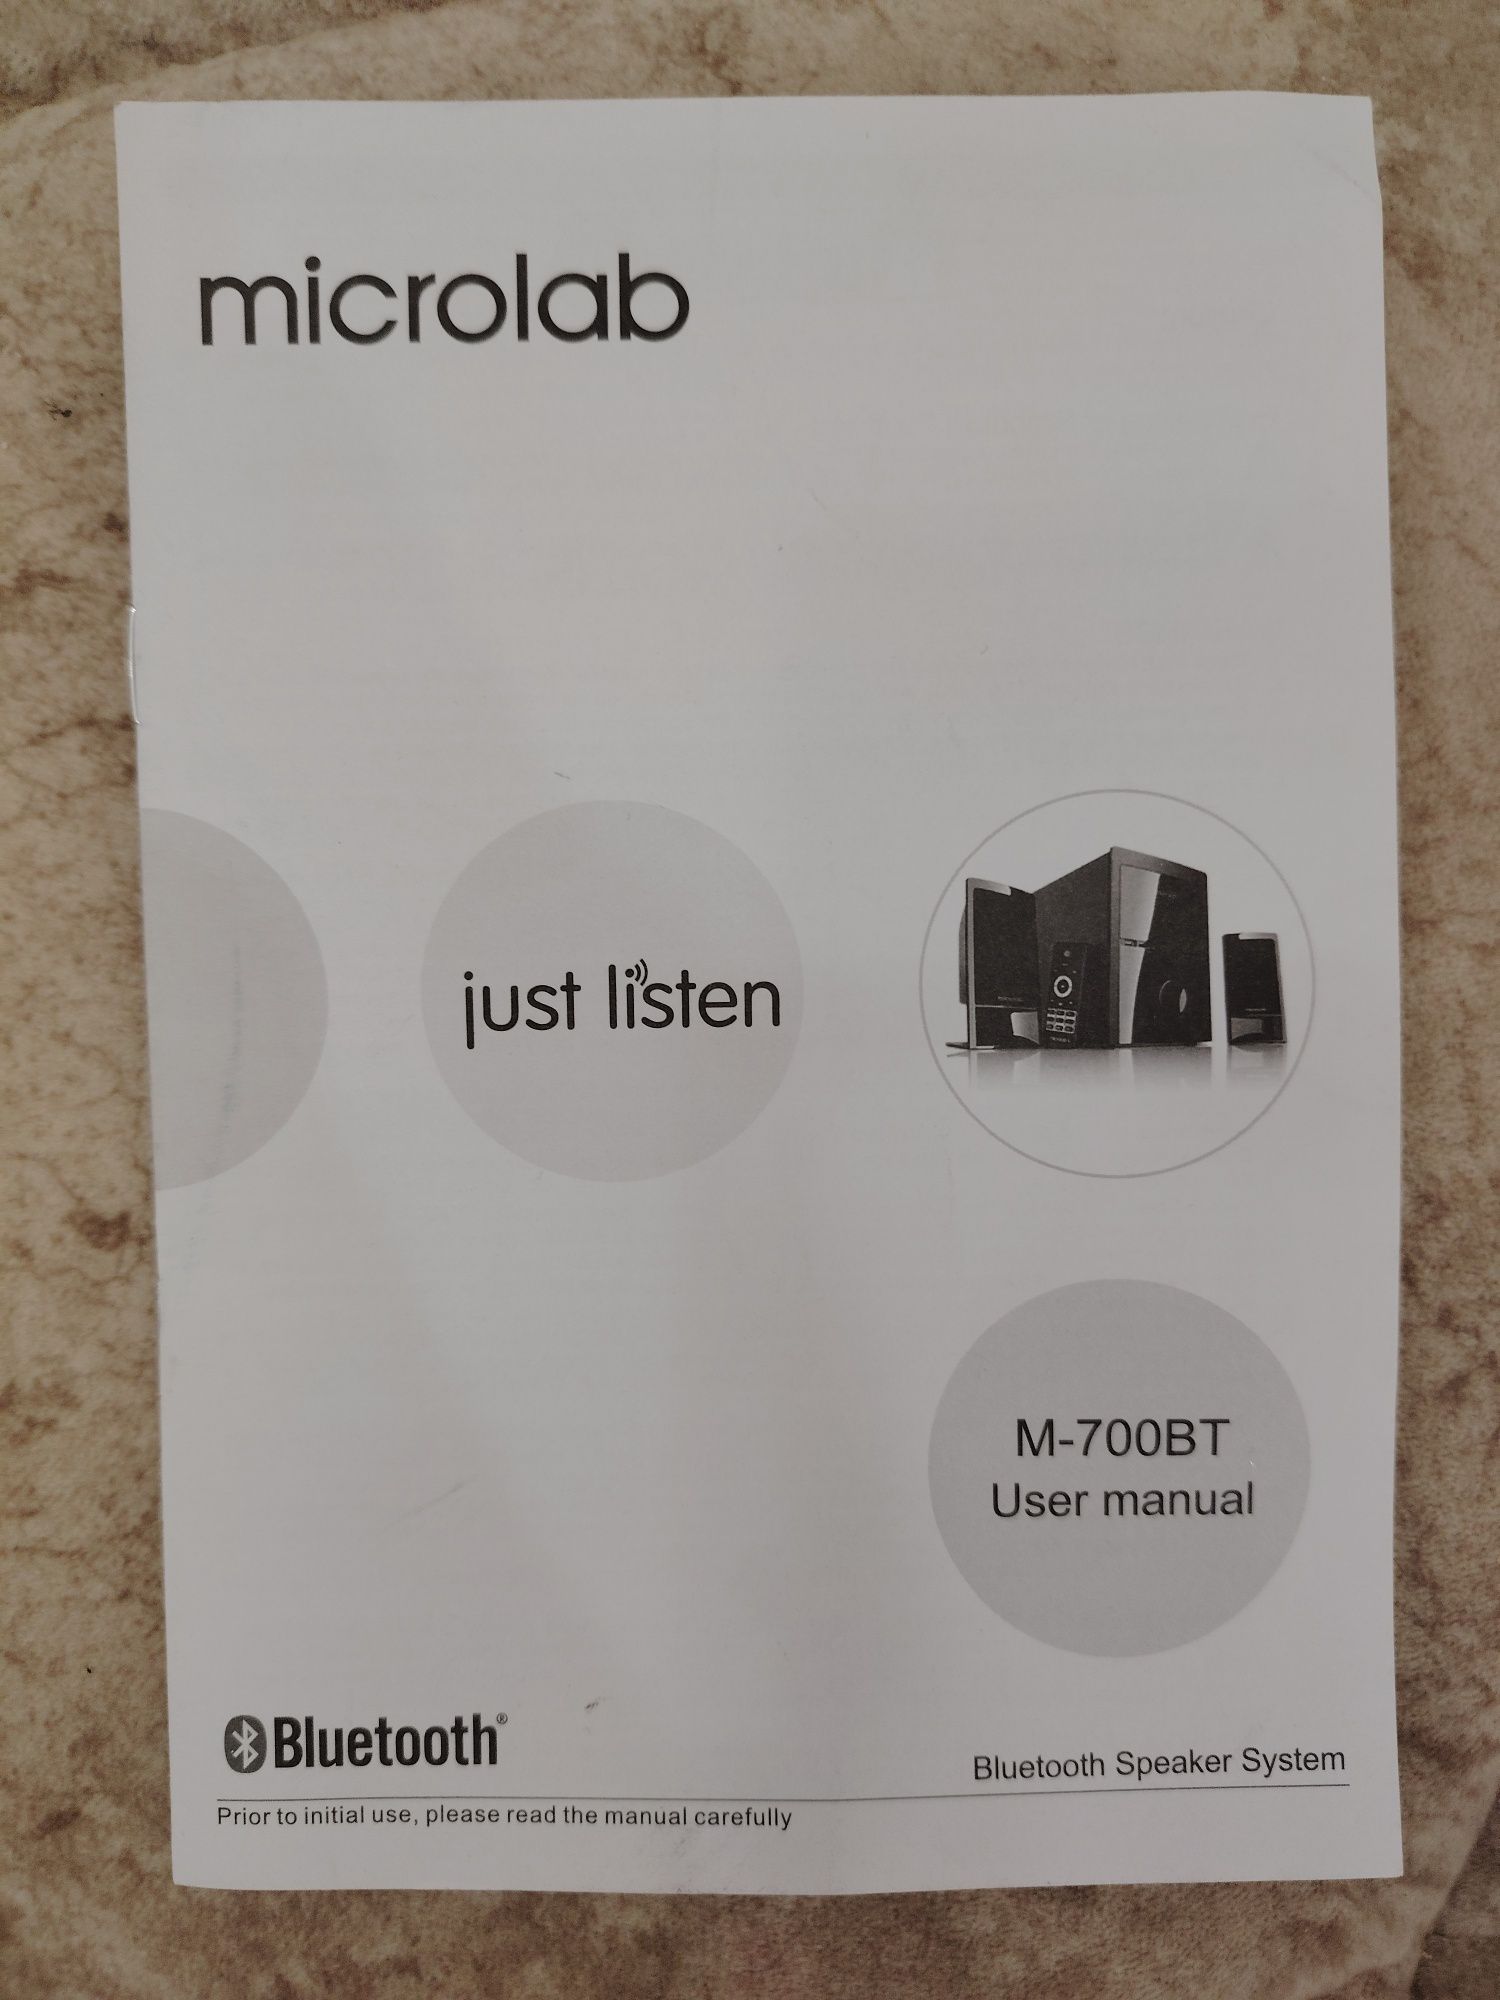 microlab
just listen
M-700BT
User manual
Bluetooth®
Bluetooth Speaker System
Prior to initial use, please read the manual carefully